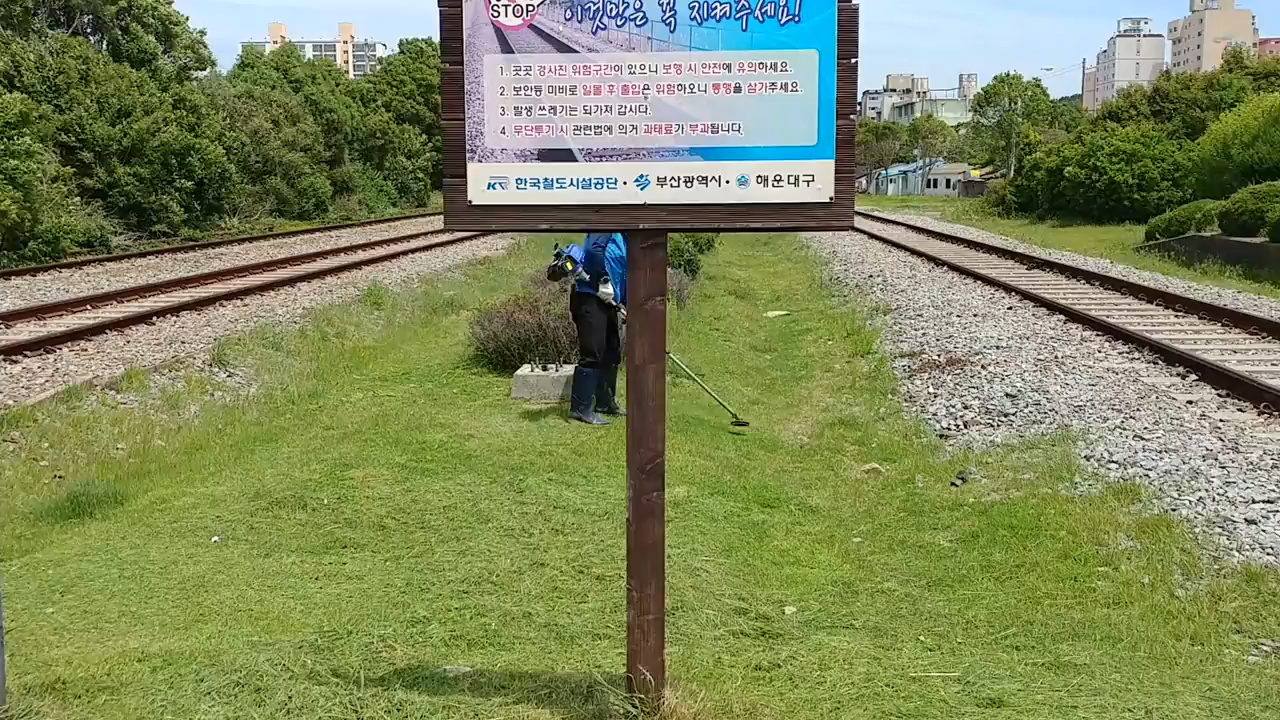 STOP
이것만은 꼭 지켜주세요!
1. 곳곳 경사진 위험구간이 있으니 보행 시 안전에 유의하세요.
2. 보안등 미비로 일몰 후 출입은 위험하오니 통행을 삼가주세요.
3. 발생 쓰레기는 되가져 갑시다.
4. 무단투기 시 관련법에 의거 과태료가 부과됩니다.
KR 한국철도시설공단 · 부산광역시 · 해운대구